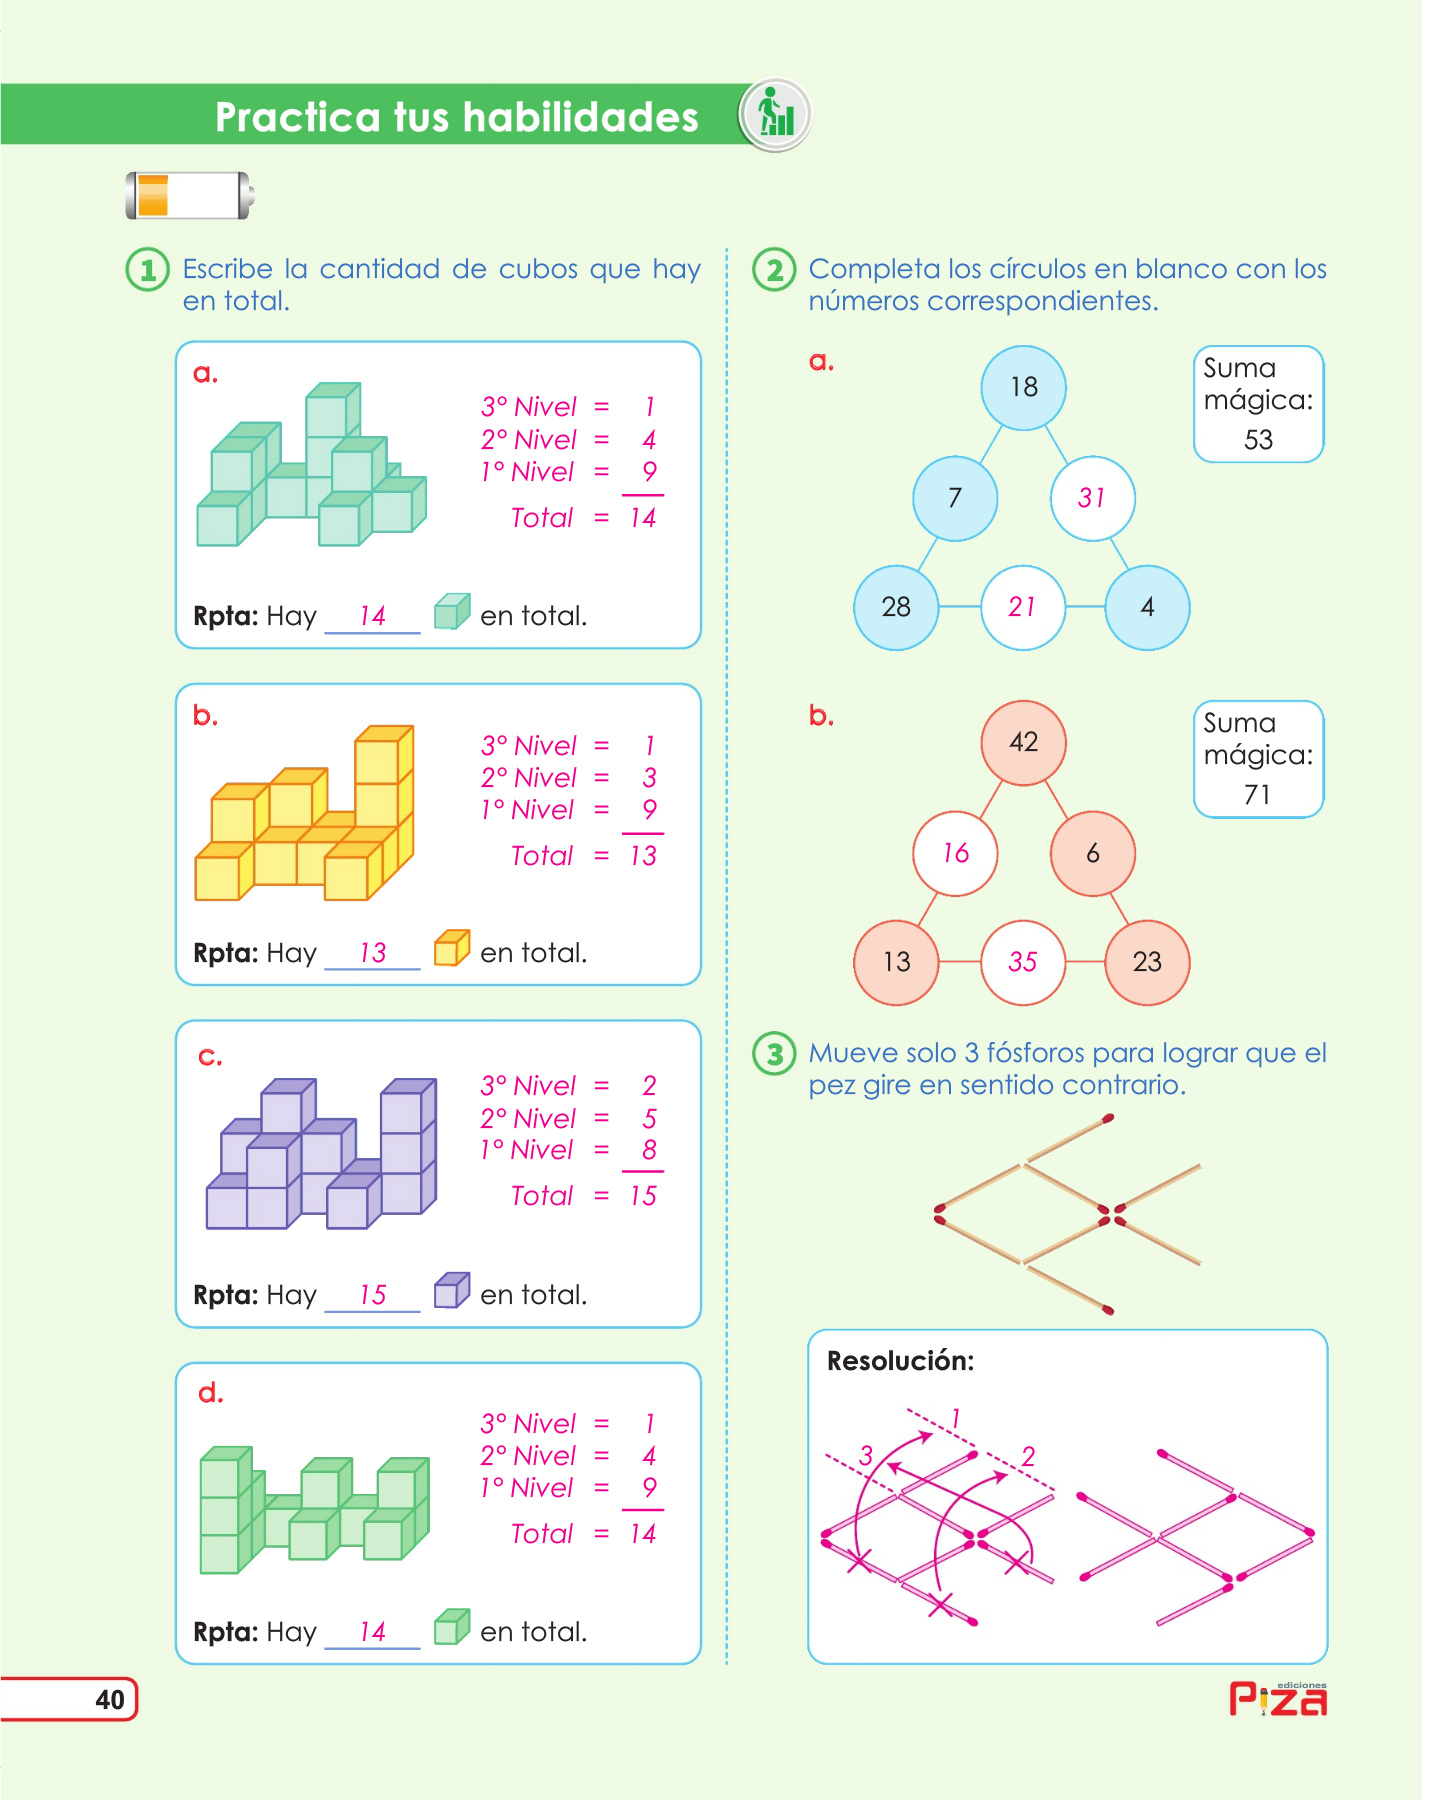 Practica tus habilidades
1 Escribe la cantidad de cubos que hay
en total.
a.
3° Nivel = 1
2° Nivel = 4
1° Nivel = 9
Total = 14
Rpta: Hay 14 en total.
b.
3° Nivel = 1
2° Nivel = 3
1° Nivel = 9
Total = 13
Rpta: Hay 13 en total.
c.
3° Nivel = 2
2° Nivel = 5
1° Nivel = 8
Total = 15
Rpta: Hay 15 en total.
d.
3° Nivel = 1
2° Nivel = 4
1° Nivel = 9
Total = 14
Rpta: Hay 14 en total.
2 Completa los círculos en blanco con los
números correspondientes.
a.
18
7 31
28 21 4
Suma
mágica:
53
b.
42
16 6
13 35 23
Suma
mágica:
71
3 Mueve solo 3 fósforos para lograr que el
pez gire en sentido contrario.
Resolución:
1
3 2
40
ediciones
Piza